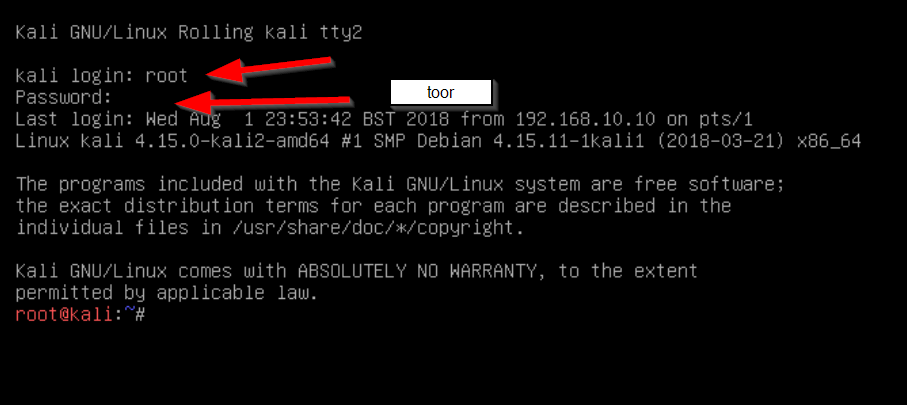 Kali GNU/Linux Rolling kali tty2
kali login: root
Password:
toor
Last login: Wed Aug  1 23:53:42 BST 2018 from 192.168.10.10 on pts/1
Linux kali 4.15.0-kali2-amd64 #1 SMP Debian 4.15.11-1kali1 (2018-03-21) x86_64
The programs included with the Kali GNU/Linux system are free software;
the exact distribution terms for each program are described in the
individual files in /usr/share/doc/*/copyright.
Kali GNU/Linux comes with ABSOLUTELY NO WARRANTY, to the extent
permitted by applicable law.
root@kali:~#